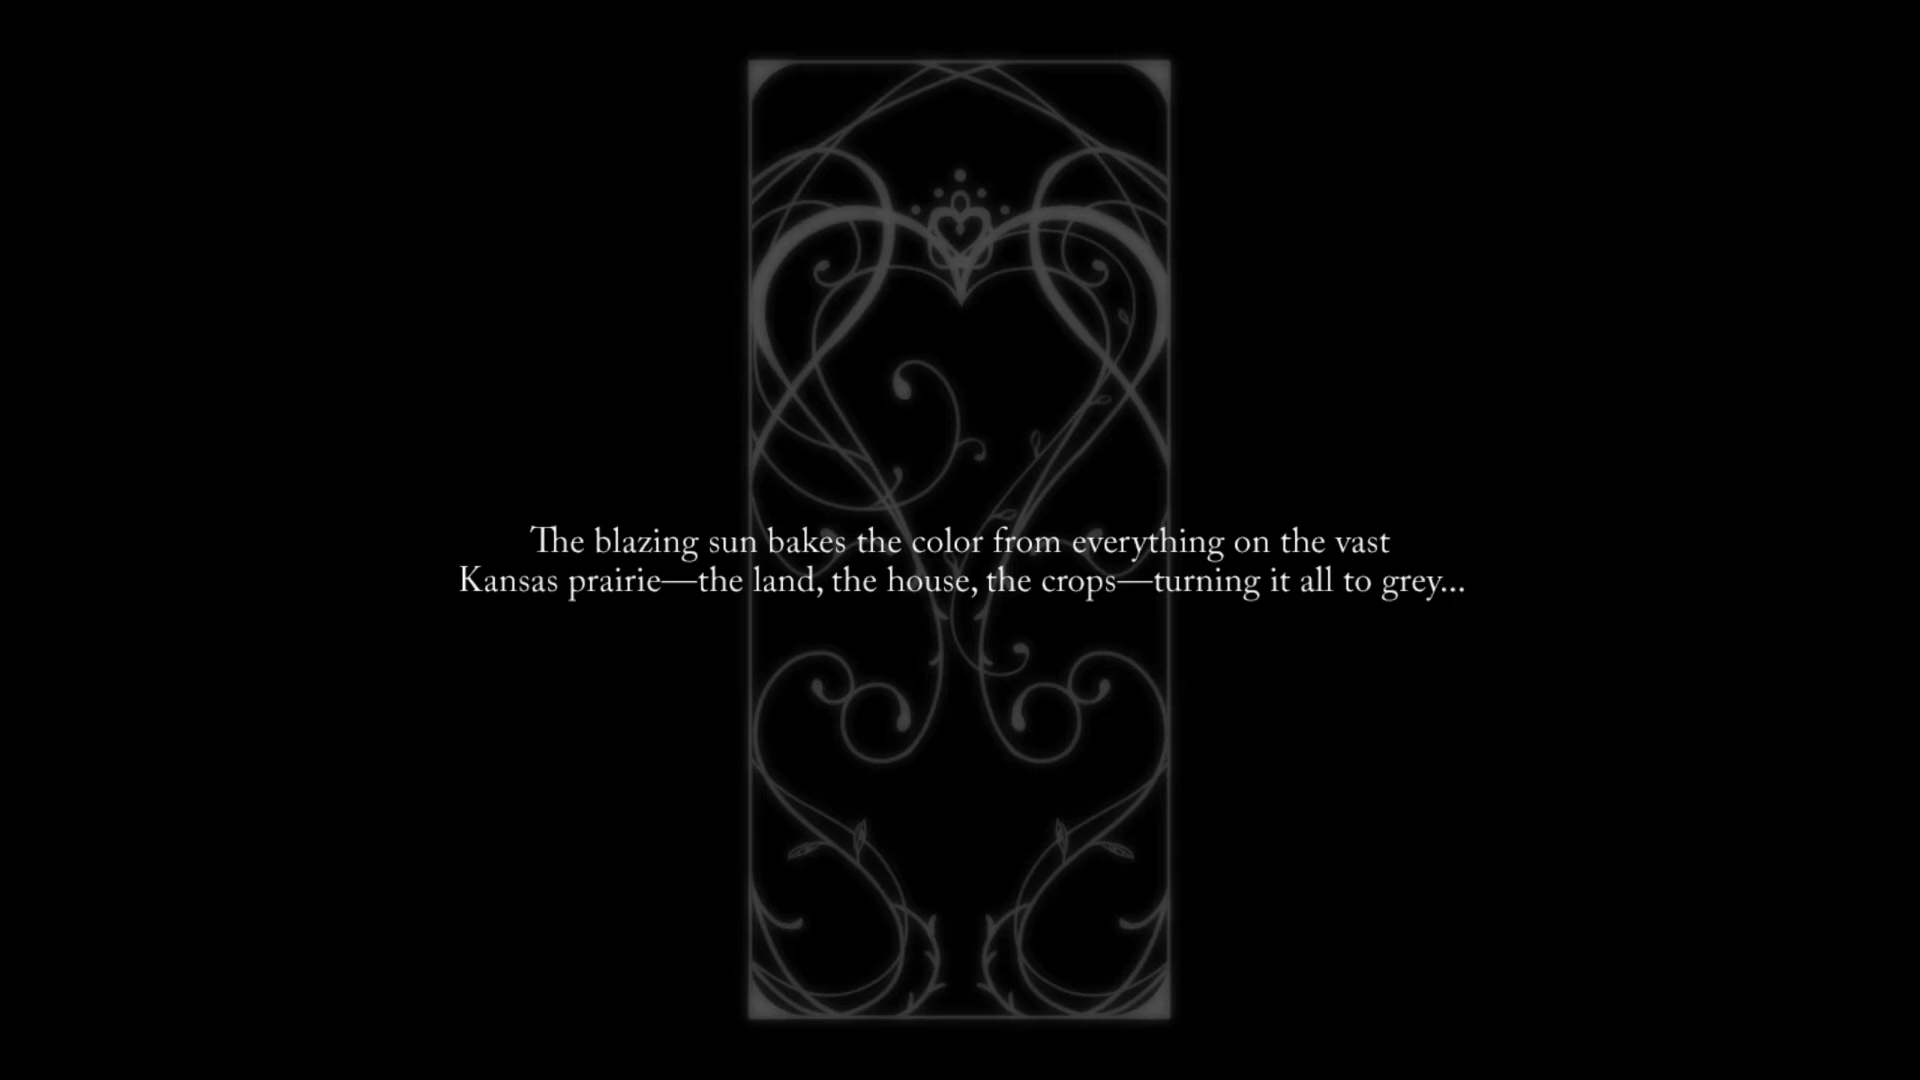 The blazing sun bakes the color from everything on the vast
Kansas prairie—the land, the house, the crops—turning it all to grey...